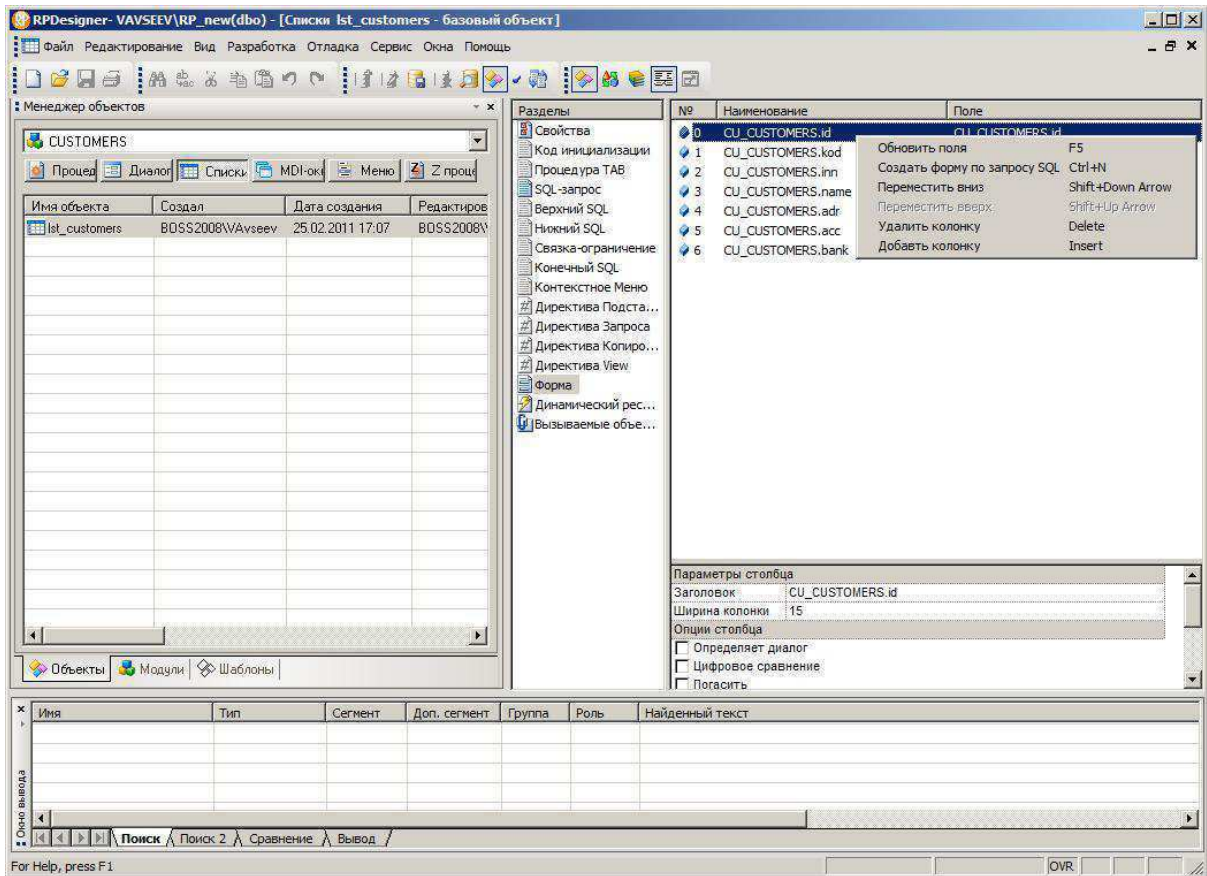 RPDesigner- VAVSEEV\RP_new(dbo) - [Списки lst_customers - базовый объект]
Файл Редактирование Вид Разработка Отладка Сервис Окна Помощь
Менеджер объектов
CUSTOMERS
Процед Диалог Списки MDI-окн Меню Z проце
Имя объекта Создал Дата создания Редактиров
lst_customers BOSS2008\VAvseev 25.02.2011 17:07 BOSS2008\
Объекты Модули Шаблоны
Разделы
Свойства
Код инициализации
Процедура TAB
SQL-запрос
Верхний SQL
Нижний SQL
Связка-ограничение
Конечный SQL
Контекстное Меню
Директива Подста...
Директива Запроса
Директива Копиро...
Директива View
Форма
Динамический рес...
Вызываемые объе...
№ Наименование Поле
0 CU_CUSTOMERS.id CU_CUSTOMERS.id
1 CU_CUSTOMERS.kod
2 CU_CUSTOMERS.inn
3 CU_CUSTOMERS.name
4 CU_CUSTOMERS.adr
5 CU_CUSTOMERS.acc
6 CU_CUSTOMERS.bank
Обновить поля F5
Создать форму по запросу SQL Ctrl+N
Переместить вниз Shift+Down Arrow
Переместить вверх Shift+Up Arrow
Удалить колонку Delete
Добавть колонку Insert
Параметры столбца
Заголовок CU_CUSTOMERS.id
Ширина колонки 15
Опции столбца
Определяет диалог
Цифровое сравнение
Погасить
Имя Тип Сегмент Доп. сегмент Группа Роль Найденный текст
Окно вывода
Поиск Поиск 2 Сравнение Вывод
For Help, press F1 OVR